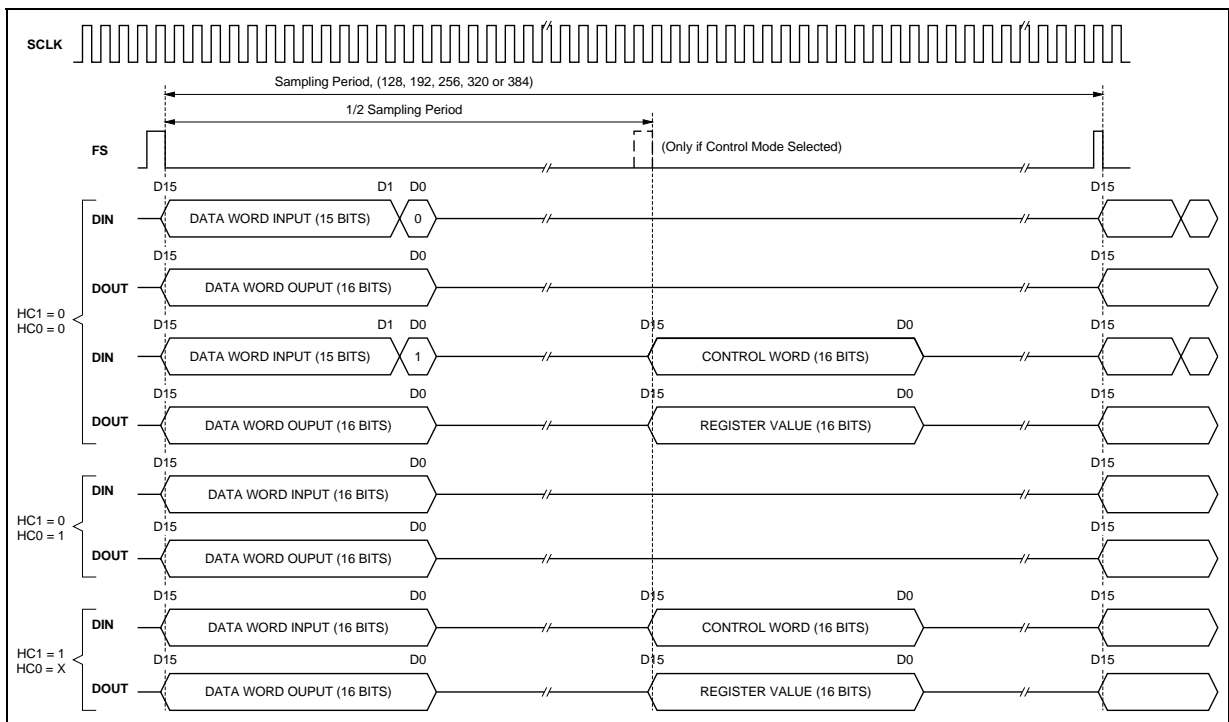 SCLK
Sampling Period, (128, 192, 256, 320 or 384)
1/2 Sampling Period
FS
(Only if Control Mode Selected)
D15 D1 D0 D15
DIN DATA WORD INPUT (15 BITS) 0
D15 D0 D15
DOUT DATA WORD OUPUT (16 BITS)
HC1 = 0
HC0 = 0
D15 D1 D0 D15 D0 D15
DIN DATA WORD INPUT (15 BITS) 1 CONTROL WORD (16 BITS)
D15 D0 D15 D0 D15
DOUT DATA WORD OUPUT (16 BITS) REGISTER VALUE (16 BITS)
D15 D0 D15
DIN DATA WORD INPUT (16 BITS)
HC1 = 0
HC0 = 1
D15 D0 D15
DOUT DATA WORD OUPUT (16 BITS)
D15 D0 D15 D0 D15
DIN DATA WORD INPUT (16 BITS) CONTROL WORD (16 BITS)
HC1 = 1
HC0 = X
D15 D0 D15 D0 D15
DOUT DATA WORD OUPUT (16 BITS) REGISTER VALUE (16 BITS)